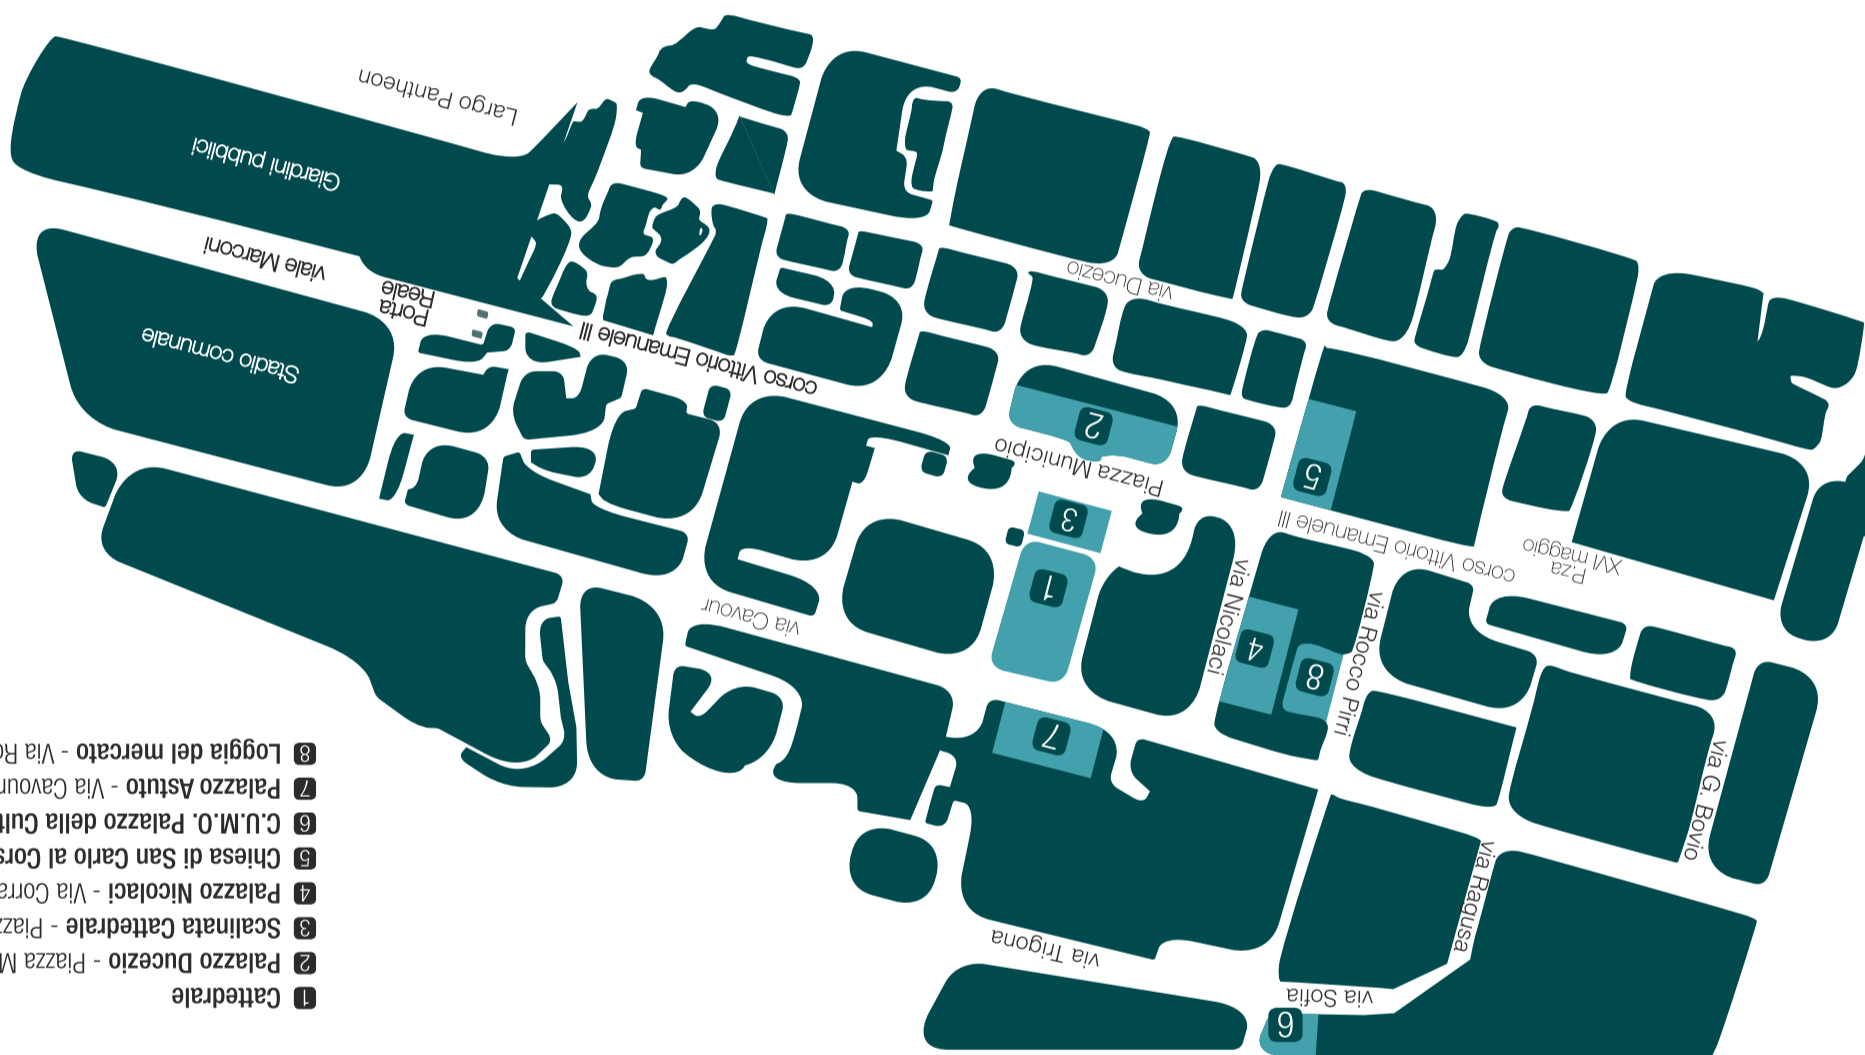 1 Cattedrale
2 Palazzo Ducezio - Piazza M
3 Scalinata Cattedrale - Piazz
4 Palazzo Nicolaci - Via Corra
5 Chiesa di San Carlo al Cors
6 C.U.M.O. Palazzo della Cult
7 Palazzo Astuto - Via Cavour
8 Loggia del mercato - Via Ro
6
via Sofia
via Trigona
via Ragusa
via G. Bovio
7
8
4
via Rocco Pirri
via Nicolaci
1
via Cavour
P.za
XVI maggio
corso Vittorio Emanuele III
3
5
Piazza Municipio
2
corso Vittorio Emanuele III
Stadio comunale
Porta
Reale
via Ducezio
viale Marconi
Giardini pubblici
Largo Pantheon